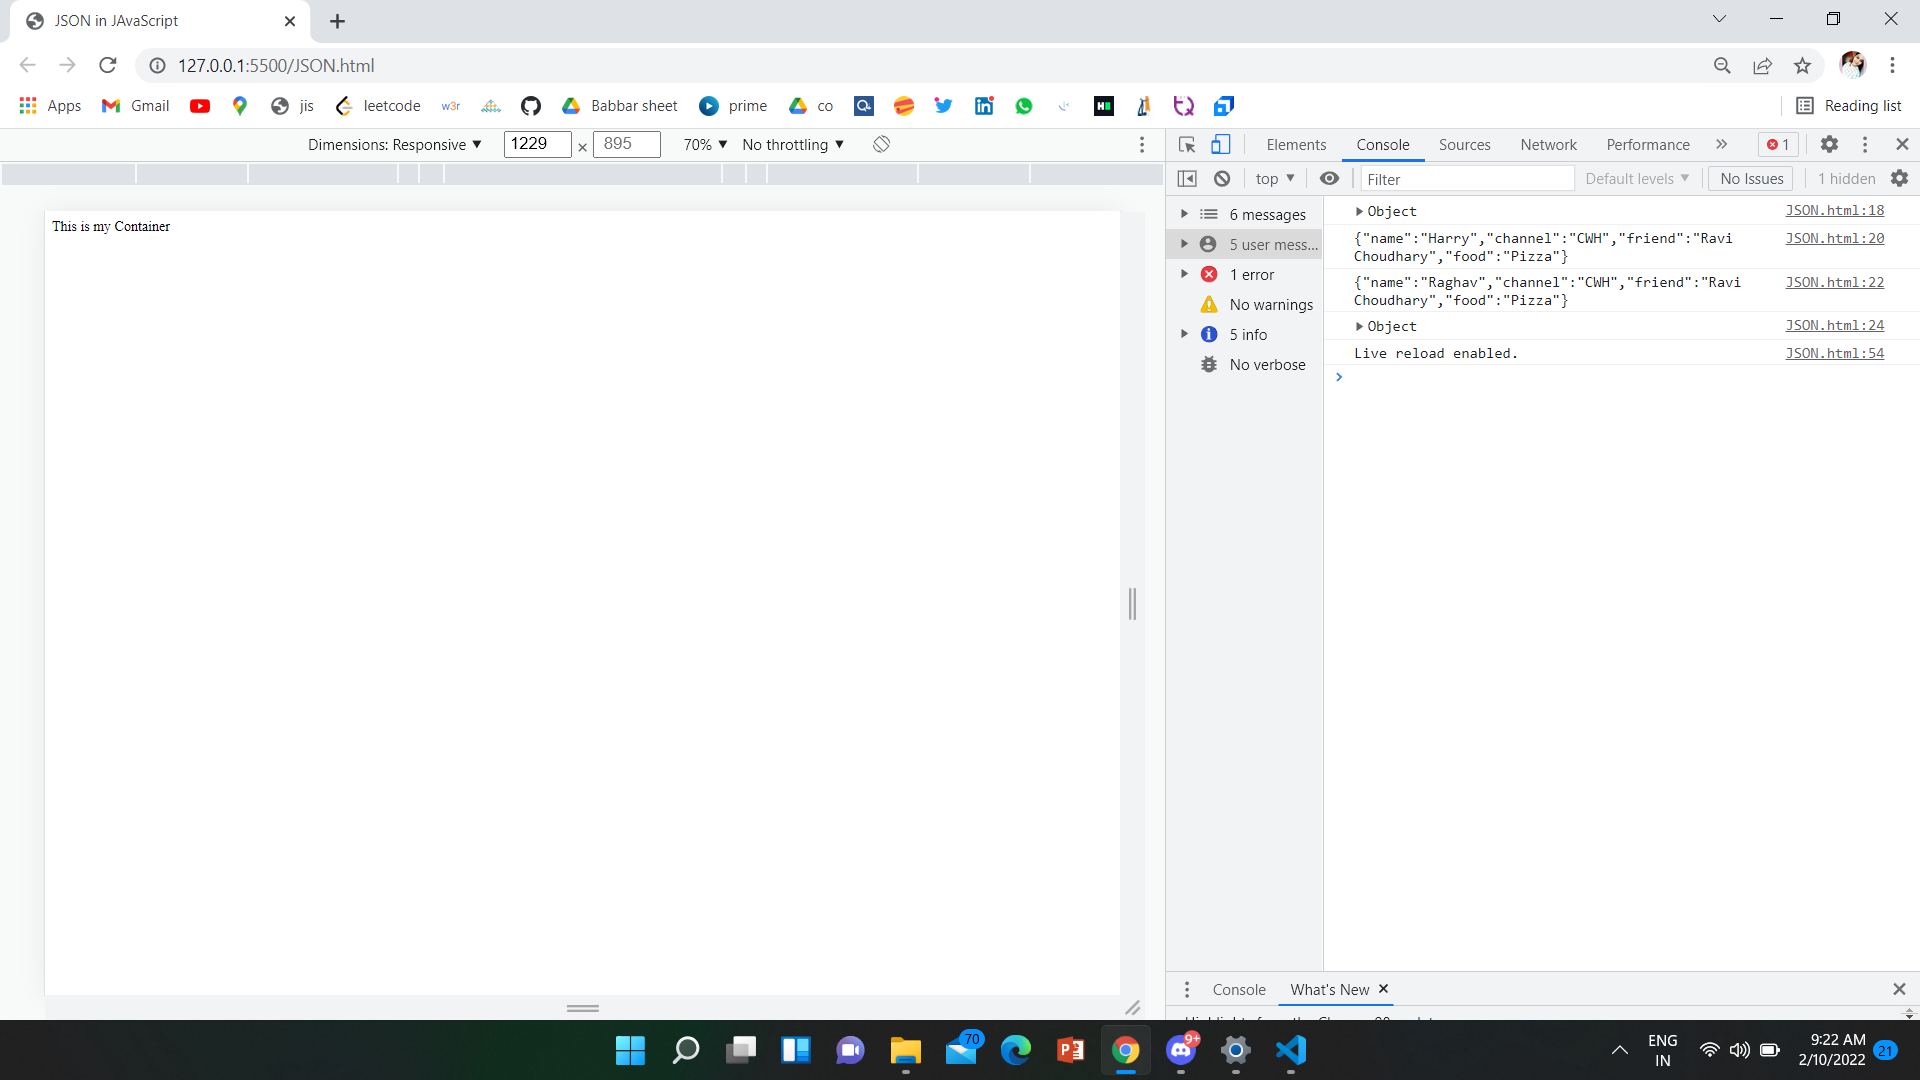 JSON in JAvaScript
127.0.0.1:5500/JSON.html
Apps Gmail jis leetcode w3r Babbar sheet prime co Reading list
Dimensions: Responsive 1229 × 895 70% No throttling
Elements Console Sources Network Performance 1
top Filter Default levels No Issues 1 hidden
This is my Container
6 messages
5 user mess...
1 error
No warnings
5 info
No verbose
Object JSON.html:18
{"name":"Harry","channel":"CWH","friend":"Ravi JSON.html:20
Choudhary","food":"Pizza"}
{"name":"Raghav","channel":"CWH","friend":"Ravi JSON.html:22
Choudhary","food":"Pizza"}
Object JSON.html:24
Live reload enabled. JSON.html:54
Console What's New
70 9+
ENG
IN
9:22 AM
2/10/2022
21